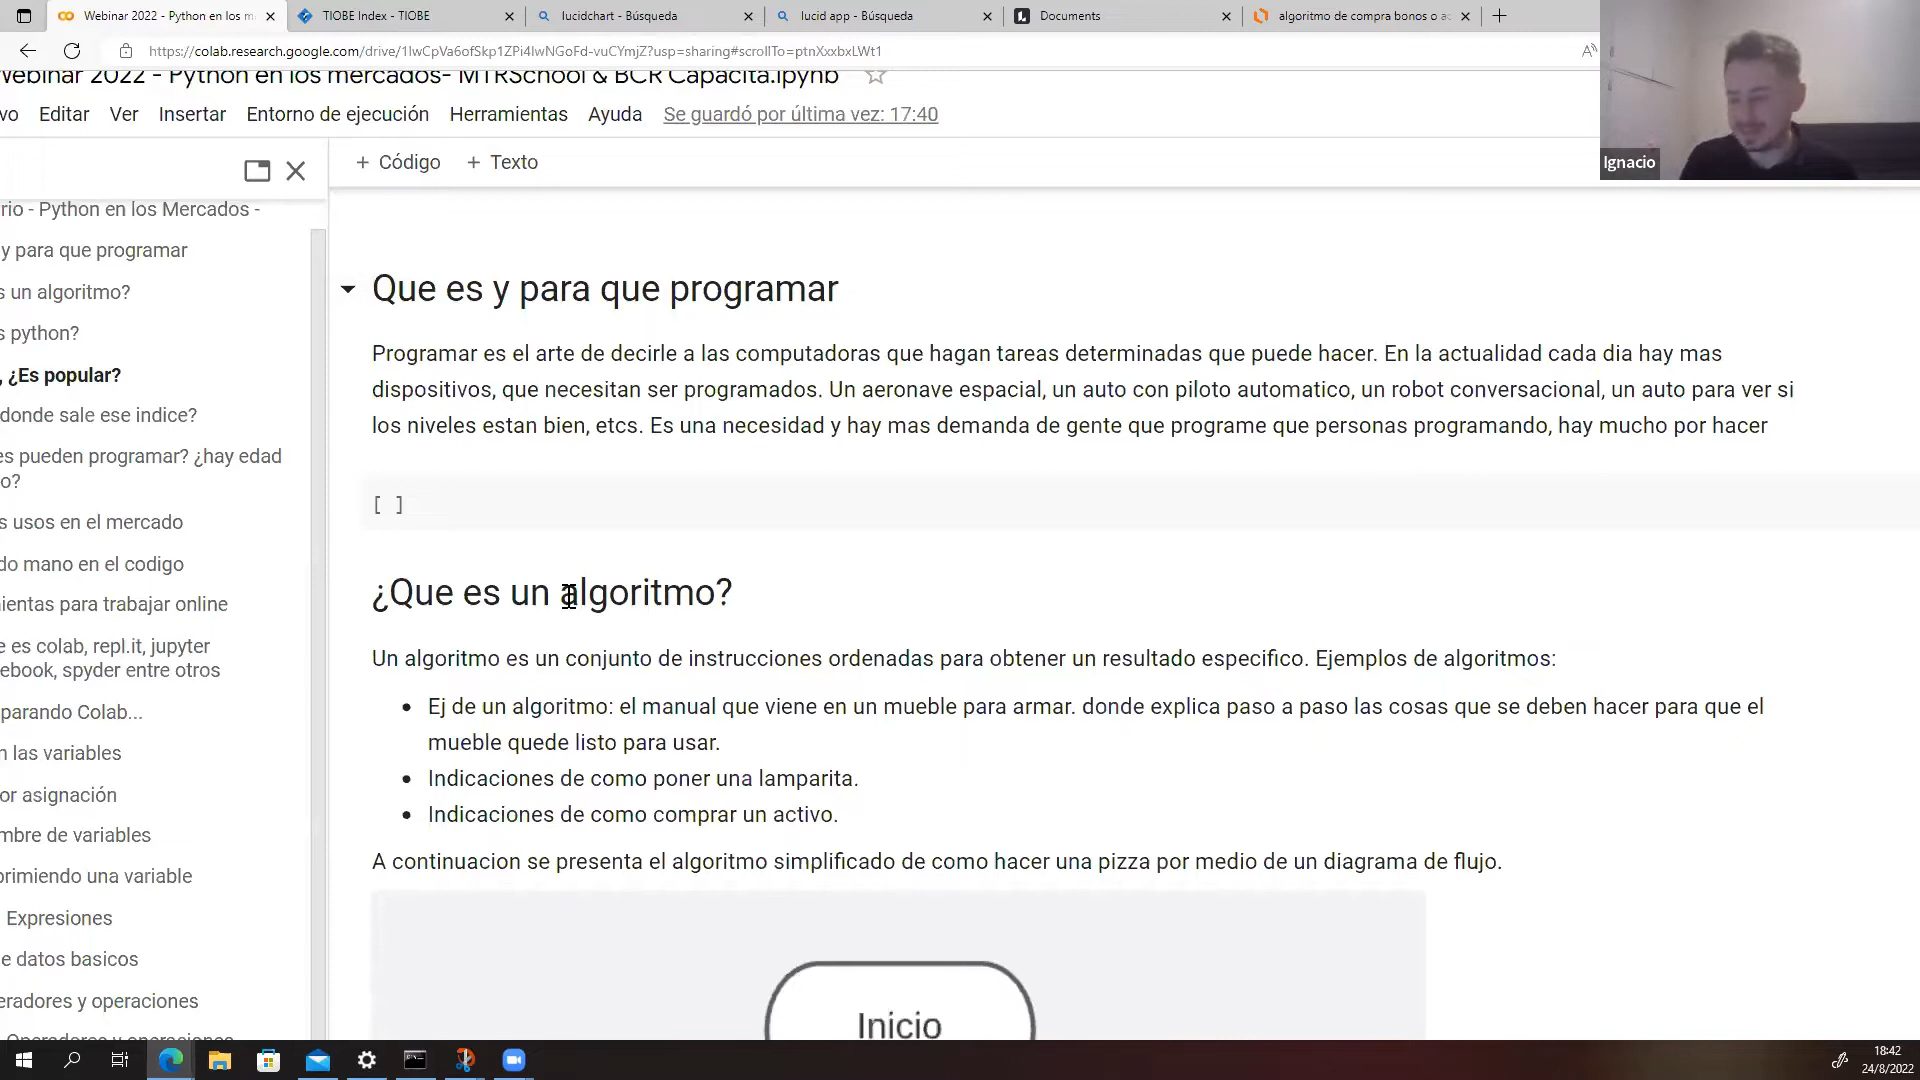 Webinar 2022 - Python en los m
TIOBE Index - TIOBE
lucidchart - Búsqueda
lucid app - Búsqueda
Documents
algoritmo de compra bonos o ac
https://colab.research.google.com/drive/1IwCpVa6ofSkp1ZPi4IwNGoFd-vuCYmjZ?usp=sharing#scrollTo=ptnXxxbxLWt1
Webinar 2022 - Python en los mercados- MTRSchool & BCR Capacita.ipynb
vo Editar Ver Insertar Entorno de ejecución Herramientas Ayuda Se guardó por última vez: 17:40
Ignacio
+ Código + Texto
rio - Python en los Mercados -
y para que programar
s un algoritmo?
s python?
, ¿Es popular?
donde sale ese indice?
es pueden programar? ¿hay edad
o?
s usos en el mercado
do mano en el codigo
ientas para trabajar online
e es colab, repl.it, jupyter
ebook, spyder entre otros
parando Colab...
n las variables
or asignación
mbre de variables
primiendo una variable
Expresiones
e datos basicos
eradores y operaciones
Operadores y operaciones
Que es y para que programar
Programar es el arte de decirle a las computadoras que hagan tareas determinadas que puede hacer. En la actualidad cada dia hay mas
dispositivos, que necesitan ser programados. Un aeronave espacial, un auto con piloto automatico, un robot conversacional, un auto para ver si
los niveles estan bien, etcs. Es una necesidad y hay mas demanda de gente que programe que personas programando, hay mucho por hacer
[ ]
¿Que es un algoritmo?
Un algoritmo es un conjunto de instrucciones ordenadas para obtener un resultado especifico. Ejemplos de algoritmos:
• Ej de un algoritmo: el manual que viene en un mueble para armar. donde explica paso a paso las cosas que se deben hacer para que el
mueble quede listo para usar.
• Indicaciones de como poner una lamparita.
• Indicaciones de como comprar un activo.
A continuacion se presenta el algoritmo simplificado de como hacer una pizza por medio de un diagrama de flujo.
Inicio
18:42
24/8/2022